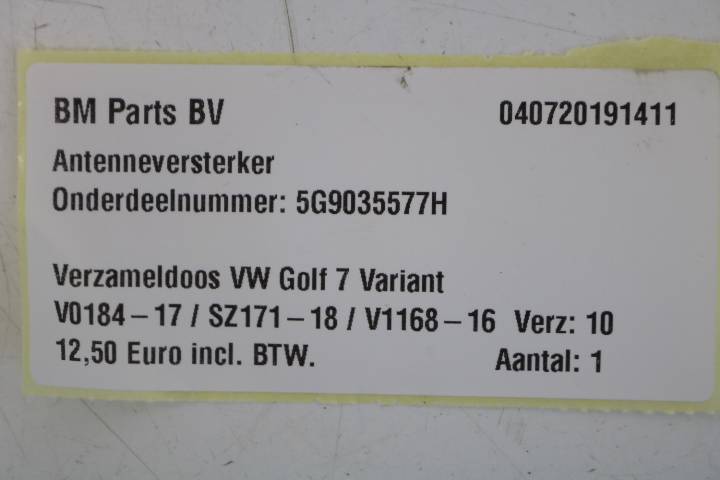 BM Parts BV 040720191411
Antenneversterker
Onderdeelnummer: 5G9035577H
Verzameldoos VW Golf 7 Variant
V0184 – 17 / SZ171 – 18 / V1168 – 16 Verz: 10
12,50 Euro incl. BTW. Aantal: 1